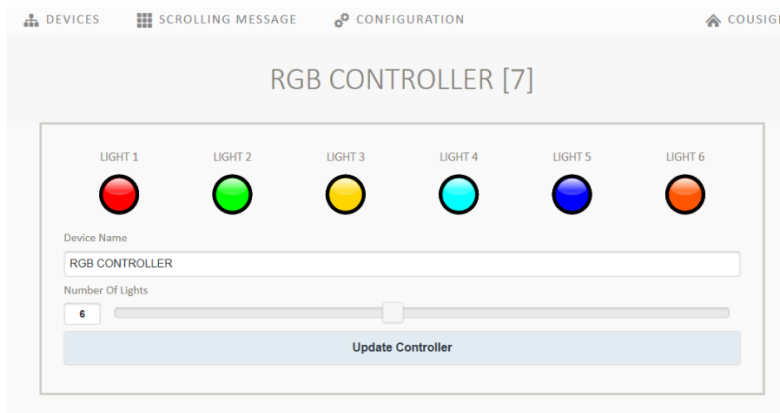 DEVICES SCROLLING MESSAGE CONFIGURATION COUSIG
RGB CONTROLLER [7]
LIGHT 1 LIGHT 2 LIGHT 3 LIGHT 4 LIGHT 5 LIGHT 6
Device Name
RGB CONTROLLER
Number Of Lights
6
Update Controller